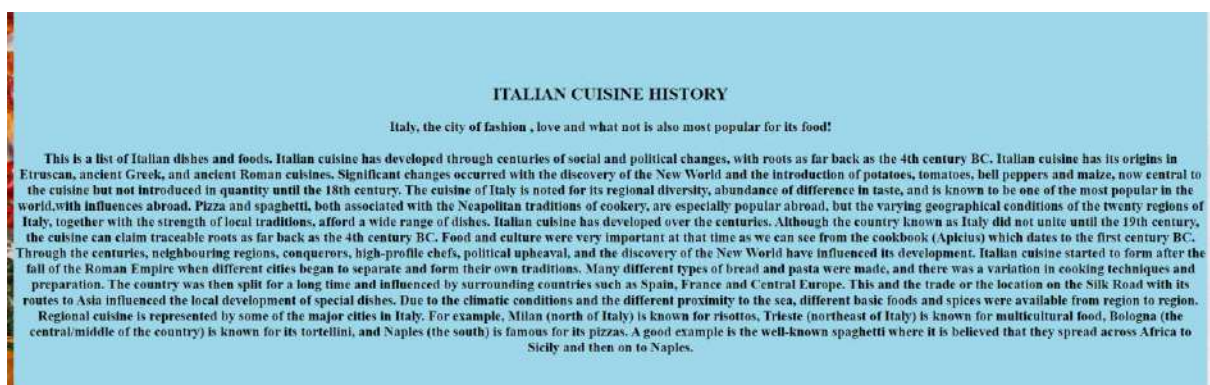 ITALIAN CUISINE HISTORY
Italy, the city of fashion , love and what not is also most popular for its food!
This is a list of Italian dishes and foods. Italian cuisine has developed through centuries of social and political changes, with roots as far back as the 4th century BC. Italian cuisine has its origins in
Etruscan, ancient Greek, and ancient Roman cuisines. Significant changes occurred with the discovery of the New World and the introduction of potatoes, tomatoes, bell peppers and maize, now central to
the cuisine but not introduced in quantity until the 18th century. The cuisine of Italy is noted for its regional diversity, abundance of difference in taste, and is known to be one of the most popular in the
world,with influences abroad. Pizza and spaghetti, both associated with the Neapolitan traditions of cookery, are especially popular abroad, but the varying geographical conditions of the twenty regions of
Italy, together with the strength of local traditions, afford a wide range of dishes. Italian cuisine has developed over the centuries. Although the country known as Italy did not unite until the 19th century,
the cuisine can claim traceable roots as far back as the 4th century BC. Food and culture were very important at that time as we can see from the cookbook (Apicius) which dates to the first century BC.
Through the centuries, neighbouring regions, conquerors, high-profile chefs, political upheaval, and the discovery of the New World have influenced its development. Italian cuisine started to form after the
fall of the Roman Empire when different cities began to separate and form their own traditions. Many different types of bread and pasta were made, and there was a variation in cooking techniques and
preparation. The country was then split for a long time and influenced by surrounding countries such as Spain, France and Central Europe. This and the trade or the location on the Silk Road with its
routes to Asia influenced the local development of special dishes. Due to the climatic conditions and the different proximity to the sea, different basic foods and spices were available from region to region.
Regional cuisine is represented by some of the major cities in Italy. For example, Milan (north of Italy) is known for risottos, Trieste (northeast of Italy) is known for multicultural food, Bologna (the
central/middle of the country) is known for its tortellini, and Naples (the south) is famous for its pizzas. A good example is the well-known spaghetti where it is believed that they spread across Africa to
Sicily and then on to Naples.